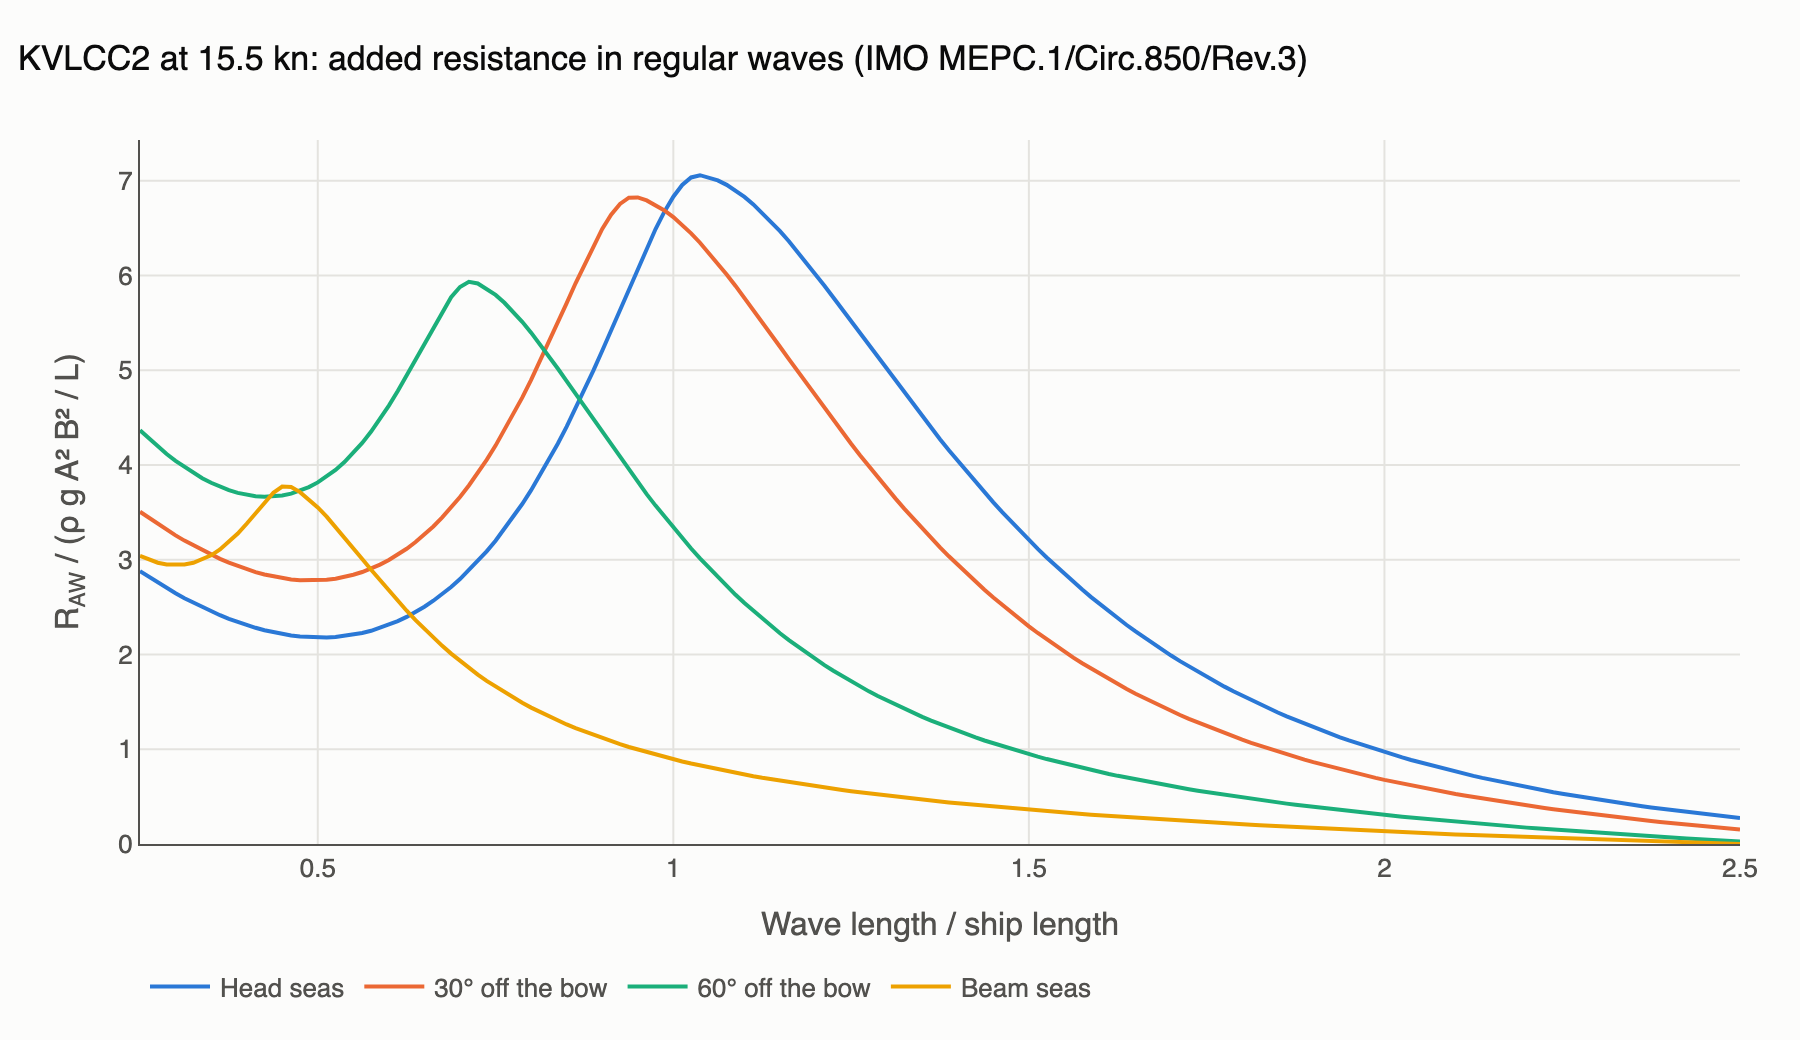 KVLCC2 at 15.5 kn: added resistance in regular waves (IMO MEPC.1/Circ.850/Rev.3)
R_AW / (ρ g A² B² / L)
7
6
5
4
3
2
1
0
0.5 1 1.5 2 2.5
Wave length / ship length
Head seas 30° off the bow 60° off the bow Beam seas